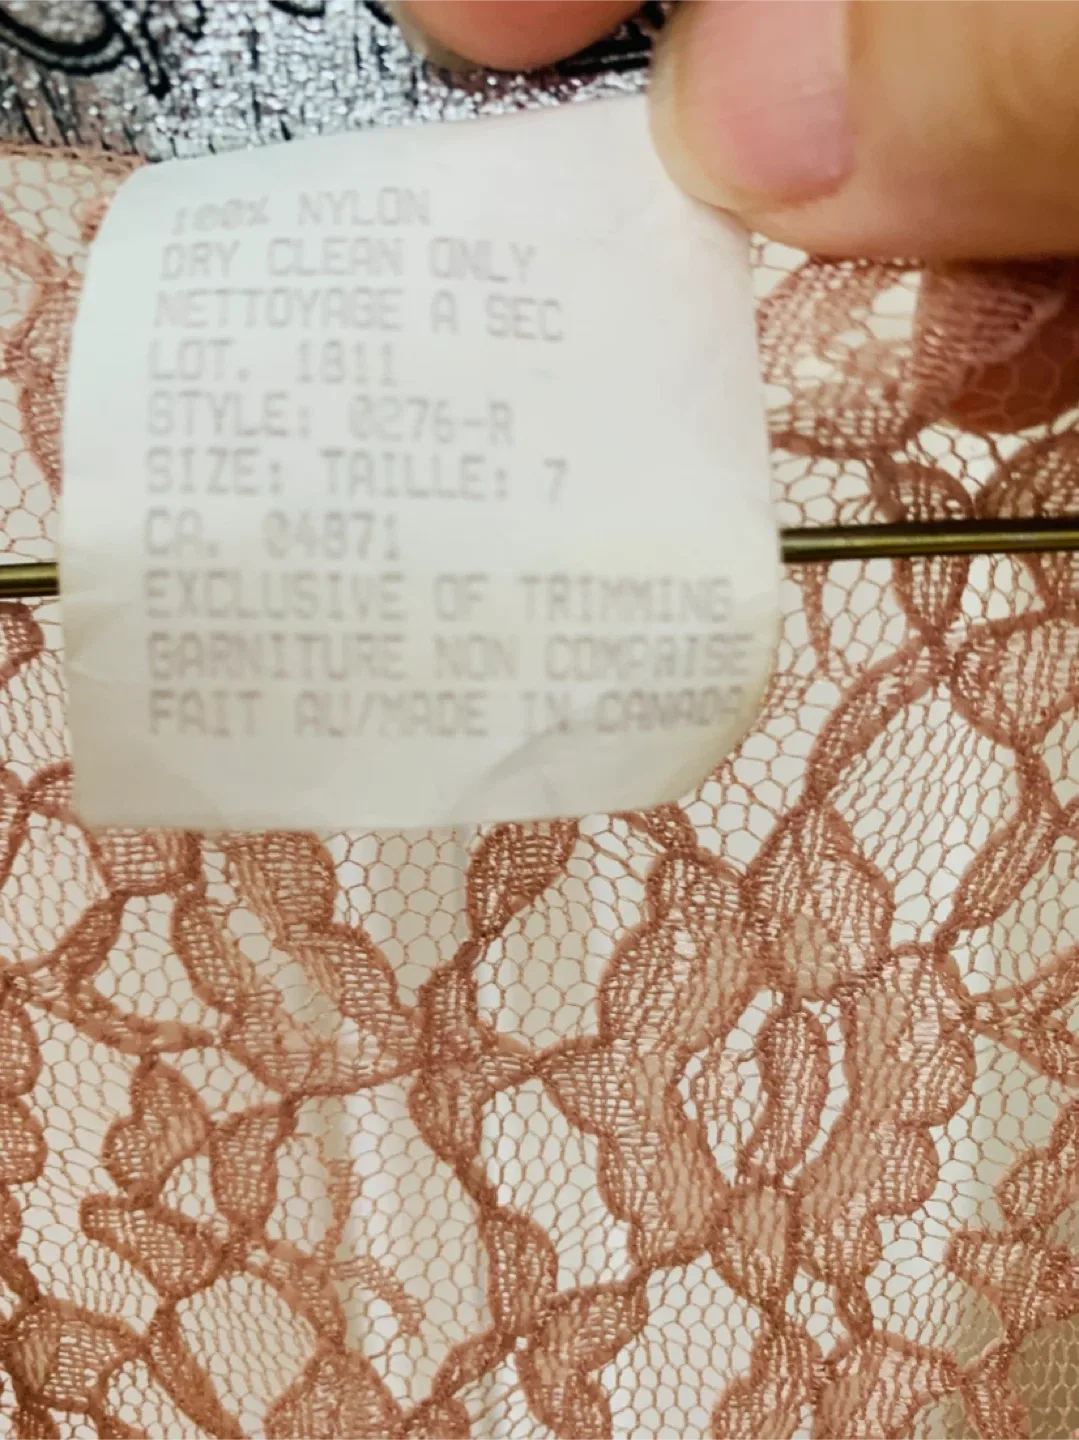 100% NYLON
DRY CLEAN ONLY
NETTOYAGE A SEC
LOT. 1811
STYLE: 0276-R
SIZE: TAILLE: 7
CA. 04871
EXCLUSIVE OF TRIMMING
GARNITURE NON COMPRISE
FAIT AU/MADE IN CANADA